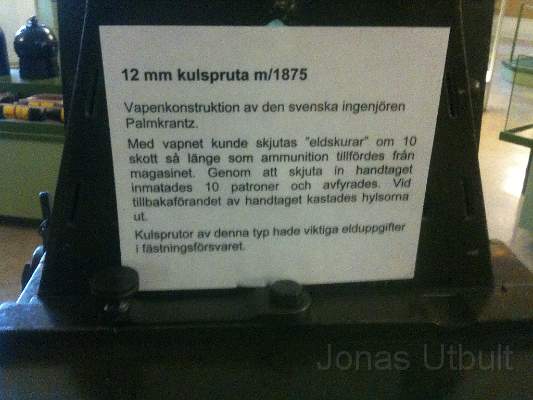 12 mm kulspruta m/1875
Vapenkonstruktion av den svenska ingenjören
Palmkrantz.
Med vapnet kunde skjutas "eldskurar" om 10
skott så länge som ammunition tillfördes från
magasinet. Genom att skjuta in handtaget
inmatades 10 patroner och avfyrades. Vid
tillbakaförandet av handtaget kastades hylsorna
ut.
Kulsprutor av denna typ hade viktiga elduppgifter
i fästningsförsvaret.
Jonas Utbult